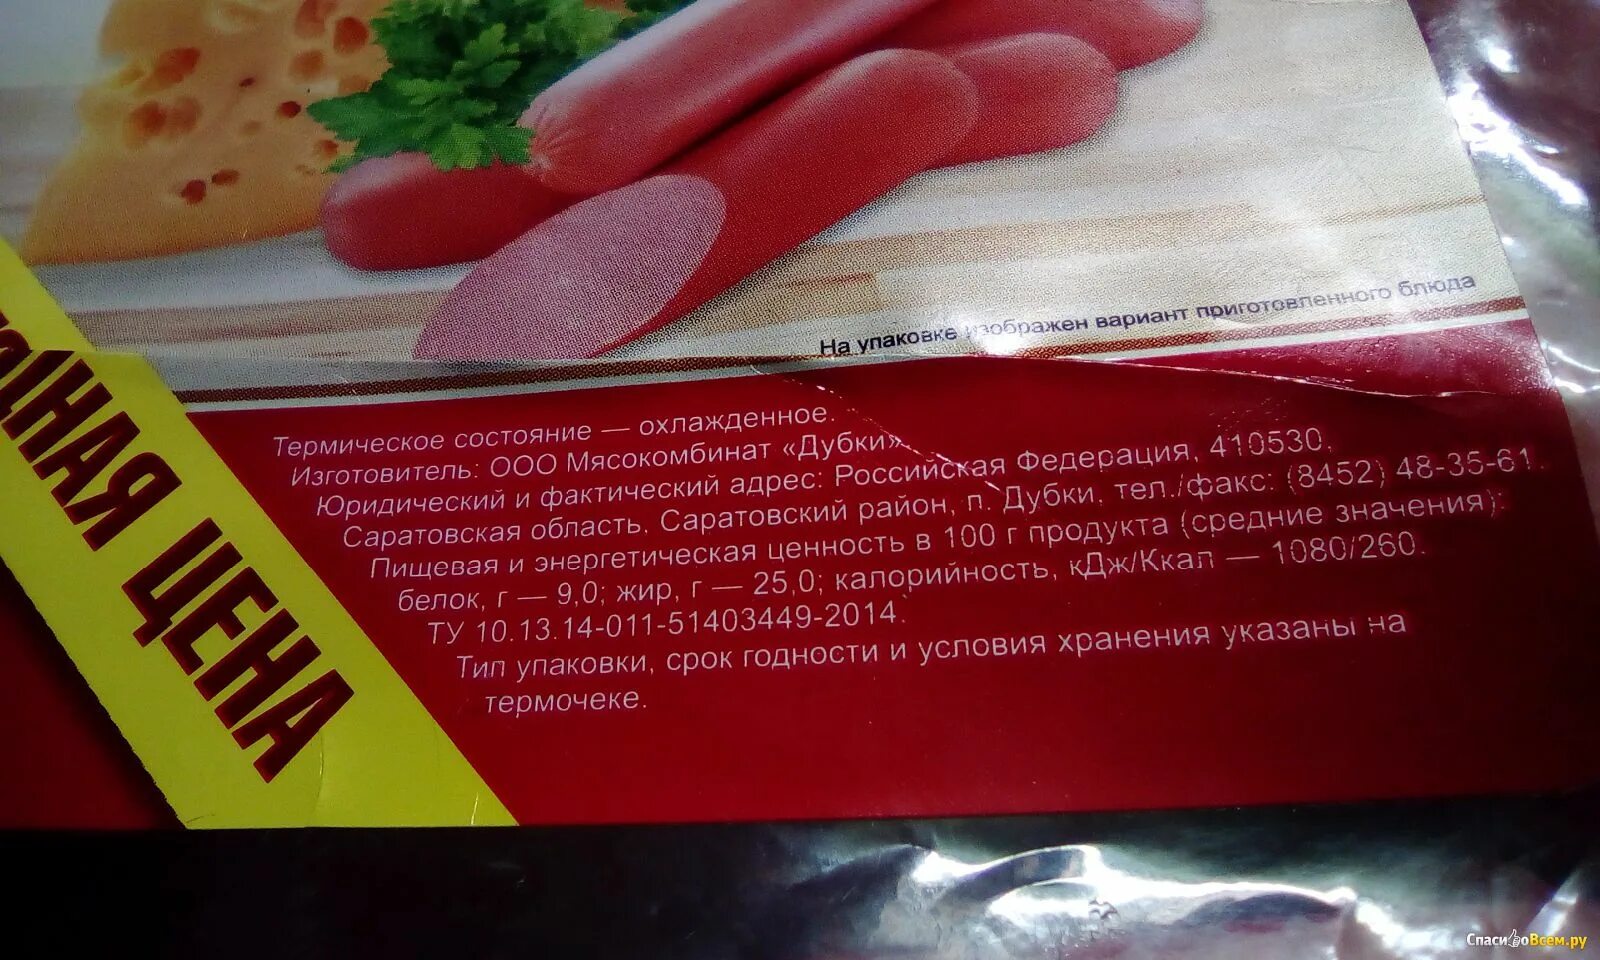 На упаковке изображен вариант приготовленного блюда
Термическое состояние — охлажденное.
Изготовитель: ООО Мясокомбинат «Дубки».
Юридический и фактический адрес: Российская Федерация, 410530,
Саратовская область, Саратовский район, п. Дубки, тел./факс: (8452) 48-35-61.
Пищевая и энергетическая ценность в 100 г продукта (средние значения):
белок, г — 9,0; жир, г — 25,0; калорийность, кДж/Ккал — 1080/260.
ТУ 10.13.14-011-51403449-2014.
Тип упаковки, срок годности и условия хранения указаны на
термочеке.
ЦЕНА
СпасибоВсем.ру